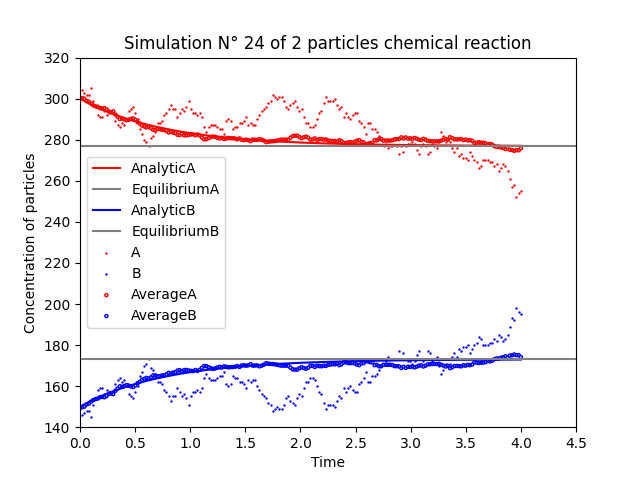 Simulation N° 24 of 2 particles chemical reaction
320
300
280
260
240
220
200
180
160
140
Concentration of particles
AnalyticA
EquilibriumA
AnalyticB
EquilibriumB
A
B
AverageA
AverageB
0.0 0.5 1.0 1.5 2.0 2.5 3.0 3.5 4.0 4.5
Time